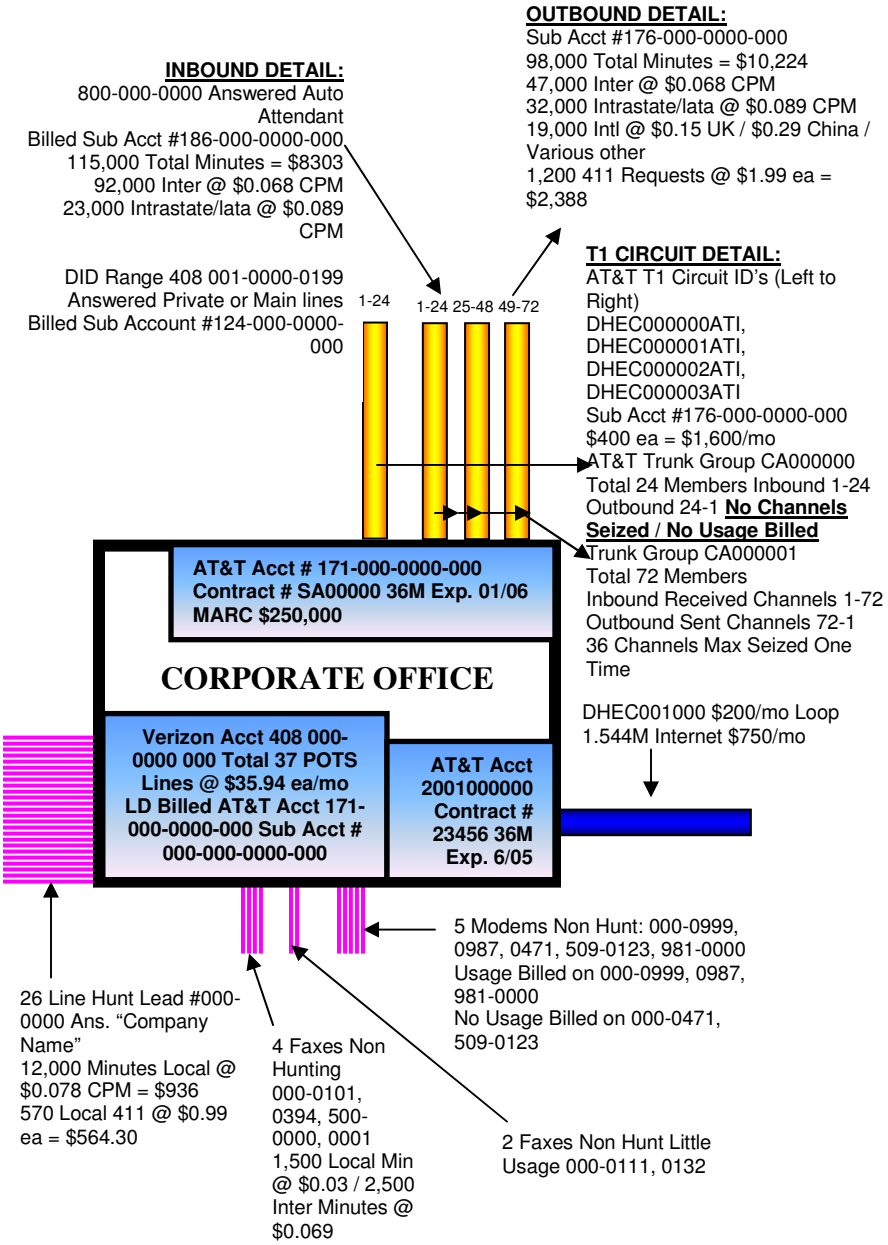 OUTBOUND DETAIL:
Sub Acct #176-000-0000-000
98,000 Total Minutes = $10,224
47,000 Inter @ $0.068 CPM
32,000 Intrastate/lata @ $0.089 CPM
19,000 Intl @ $0.15 UK / $0.29 China /
Various other
1,200 411 Requests @ $1.99 ea =
$2,388
INBOUND DETAIL:
800-000-0000 Answered Auto
Attendant
Billed Sub Acct #186-000-0000-000
115,000 Total Minutes = $8303
92,000 Inter @ $0.068 CPM
23,000 Intrastate/lata @ $0.089
CPM
DID Range 408 001-0000-0199
Answered Private or Main lines
Billed Sub Account #124-000-0000-
000
1-24
1-24 25-48 49-72
T1 CIRCUIT DETAIL:
AT&T T1 Circuit ID's (Left to
Right)
DHEC000000ATI,
DHEC000001ATI,
DHEC000002ATI,
DHEC000003ATI
Sub Acct #176-000-0000-000
$400 ea = $1,600/mo
AT&T Trunk Group CA000000
Total 24 Members Inbound 1-24
Outbound 24-1 No Channels
Seized / No Usage Billed
Trunk Group CA000001
Total 72 Members
Inbound Received Channels 1-72
Outbound Sent Channels 72-1
36 Channels Max Seized One
Time
AT&T Acct # 171-000-0000-000
Contract # SA00000 36M Exp. 01/06
MARC $250,000
CORPORATE OFFICE
Verizon Acct 408 000-
0000 000 Total 37 POTS
Lines @ $35.94 ea/mo
LD Billed AT&T Acct 171-
000-0000-000 Sub Acct #
000-000-0000-000
AT&T Acct
2001000000
Contract #
23456 36M
Exp. 6/05
DHEC001000 $200/mo Loop
1.544M Internet $750/mo
26 Line Hunt Lead #000-
0000 Ans. “Company
Name”
12,000 Minutes Local @
$0.078 CPM = $936
570 Local 411 @ $0.99
ea = $564.30
4 Faxes Non
Hunting
000-0101,
0394, 500-
0000, 0001
1,500 Local Min
@ $0.03 / 2,500
Inter Minutes @
$0.069
5 Modems Non Hunt: 000-0999,
0987, 0471, 509-0123, 981-0000
Usage Billed on 000-0999, 0987,
981-0000
No Usage Billed on 000-0471,
509-0123
2 Faxes Non Hunt Little
Usage 000-0111, 0132